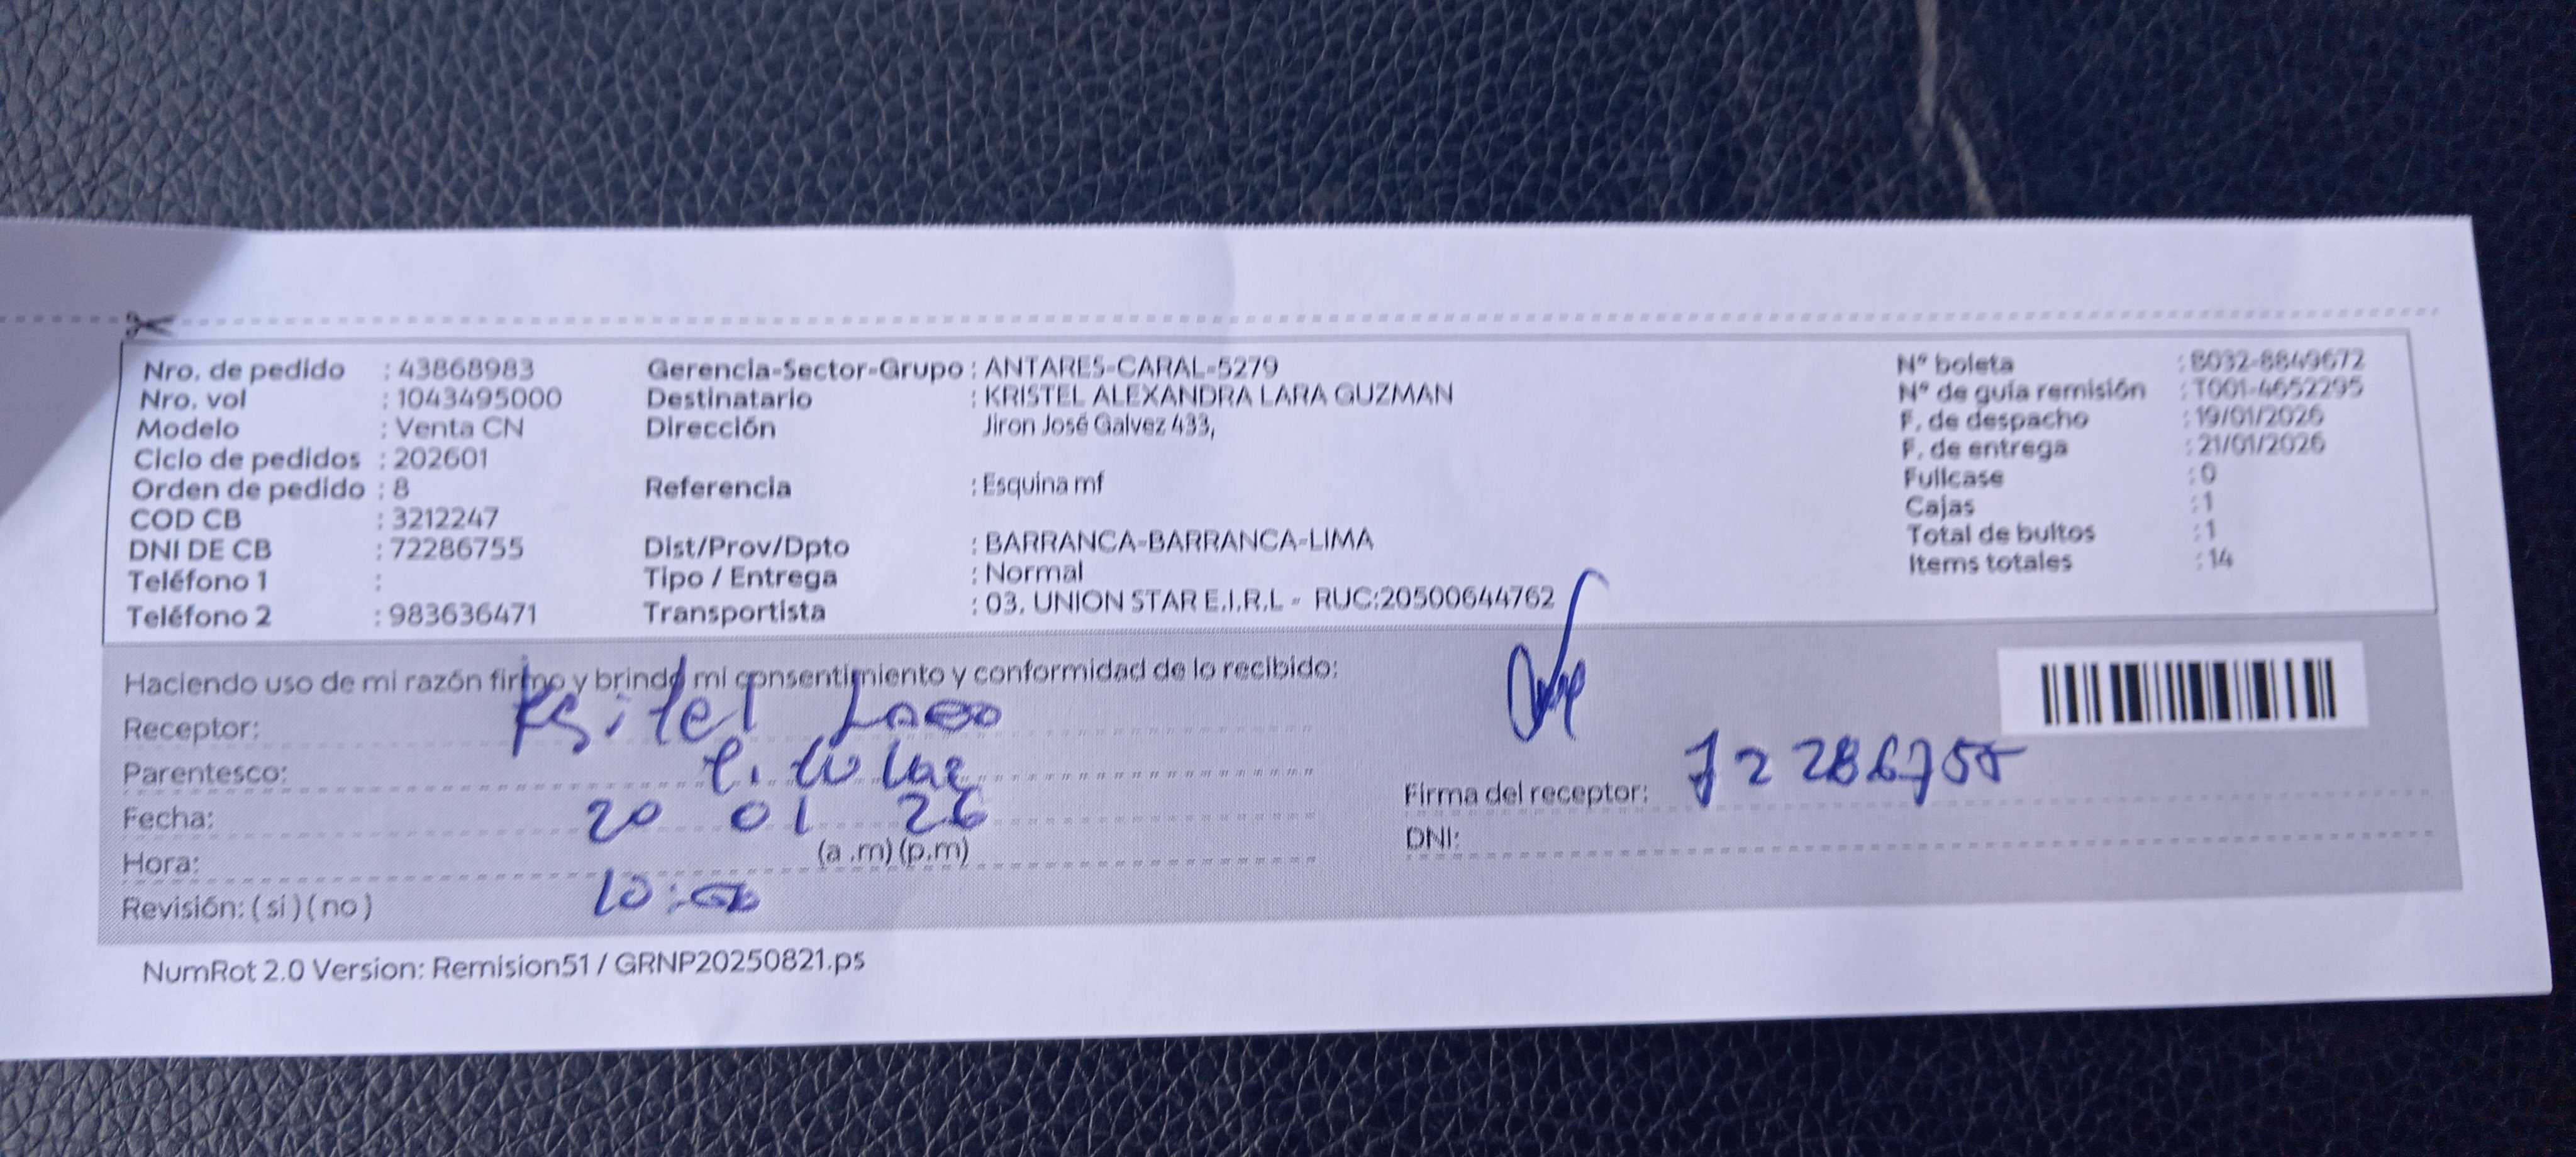 Nro. de pedido : 43868983
Nro. vol : 1043495000
Modelo : Venta CN
Ciclo de pedidos : 202601
Orden de pedido : 8
COD CB : 3212247
DNI DE CB : 72286755
Teléfono 1 :
Teléfono 2 : 983636471
Gerencia-Sector-Grupo : ANTARES-CARAL-5279
Destinatario : KRISTEL ALEXANDRA LARA GUZMAN
Dirección Jiron José Galvez 433,
Referencia : Esquina mf
Dist/Prov/Dpto : BARRANCA-BARRANCA-LIMA
Tipo / Entrega : Normal
Transportista : 03. UNION STAR E.I.R.L - RUC:20500644762
N° boleta : B032-8849672
N° de guía remisión : T001-4652295
F. de despacho : 19/01/2026
F. de entrega : 21/01/2026
Fullcase : 0
Cajas : 1
Total de bultos : 1
Items totales : 14
Haciendo uso de mi razón firmo y brindo mi consentimiento y conformidad de lo recibido:
Receptor:
Parentesco:
Fecha: 20 01 26
Hora: (a .m) (p.m)
Revisión: ( si ) ( no )
Firma del receptor: 72286755
DNI:
NumRot 2.0 Version: Remision51 / GRNP20250821.ps